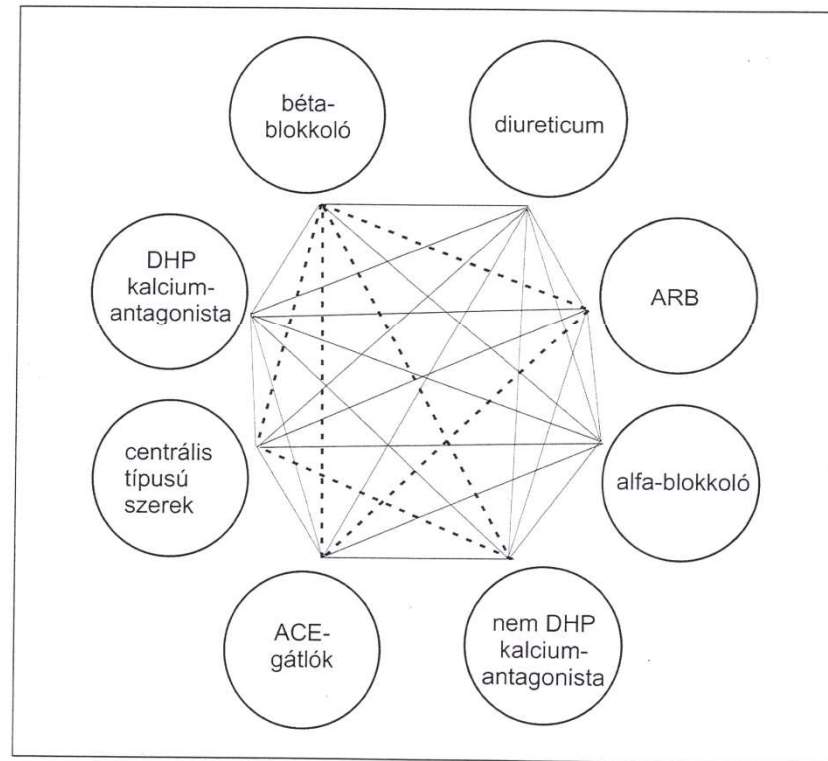 béta-
blokkoló
diureticum
DHP
kalcium-
antagonista
ARB
centrális
típusú
szerek
alfa-blokkoló
ACE-
gátlók
nem DHP
kalcium-
antagonista